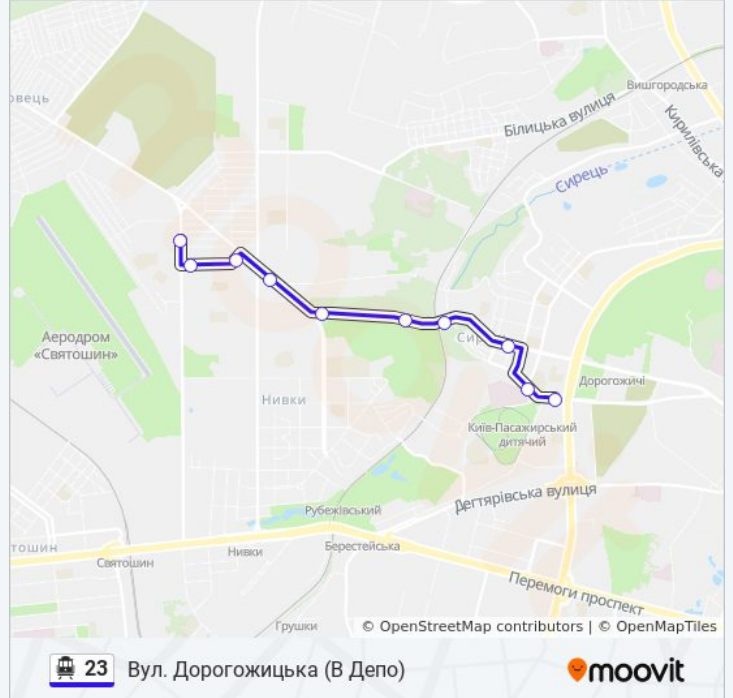 Вишгородська
овець
Білицька вулиця
Кирилівська
Сирець
Аеродром
«Святошин»
Си
Дорогожичі
Нивки
Київ-Пасажирський
дитячий
Дегтярівська вулиця
Рубежівський
тошин
Нивки
Берестейська
Святошин
Перемоги проспект
Грушки
© OpenStreetMap contributors | © OpenMapTiles
23 Вул. Дорогожицька (В Депо)
moovit